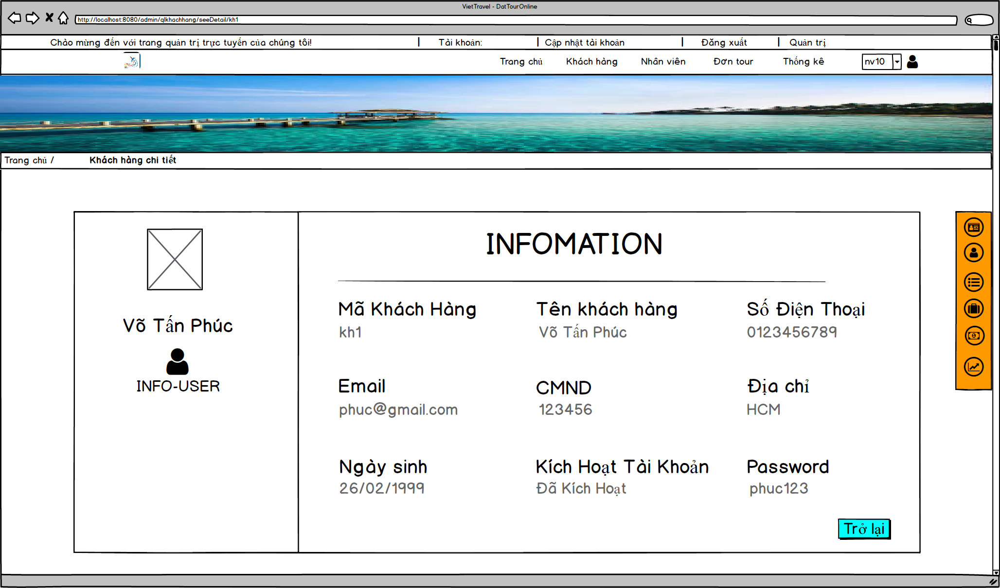 VietTravel - DatTourOnline
http://localhost:8080/admin/qlkhachhang/seeDetail/kh1
Chào mừng đến với trang quản trị trực tuyến của chúng tôi! | Tài khoản: | Cập nhật tài khoản | Đăng xuất | Quản trị
Trang chủ Khách hàng Nhân viên Đơn tour Thống kê nv10
Trang chủ / Khách hàng chi tiết
Võ Tấn Phúc
INFO-USER
INFOMATION
Mã Khách Hàng Tên khách hàng Số Điện Thoại
kh1 Võ Tấn Phúc 0123456789
Email CMND Địa chỉ
phuc@gmail.com 123456 HCM
Ngày sinh Kích Hoạt Tài Khoản Password
26/02/1999 Đã Kích Hoạt phuc123
Trở lại